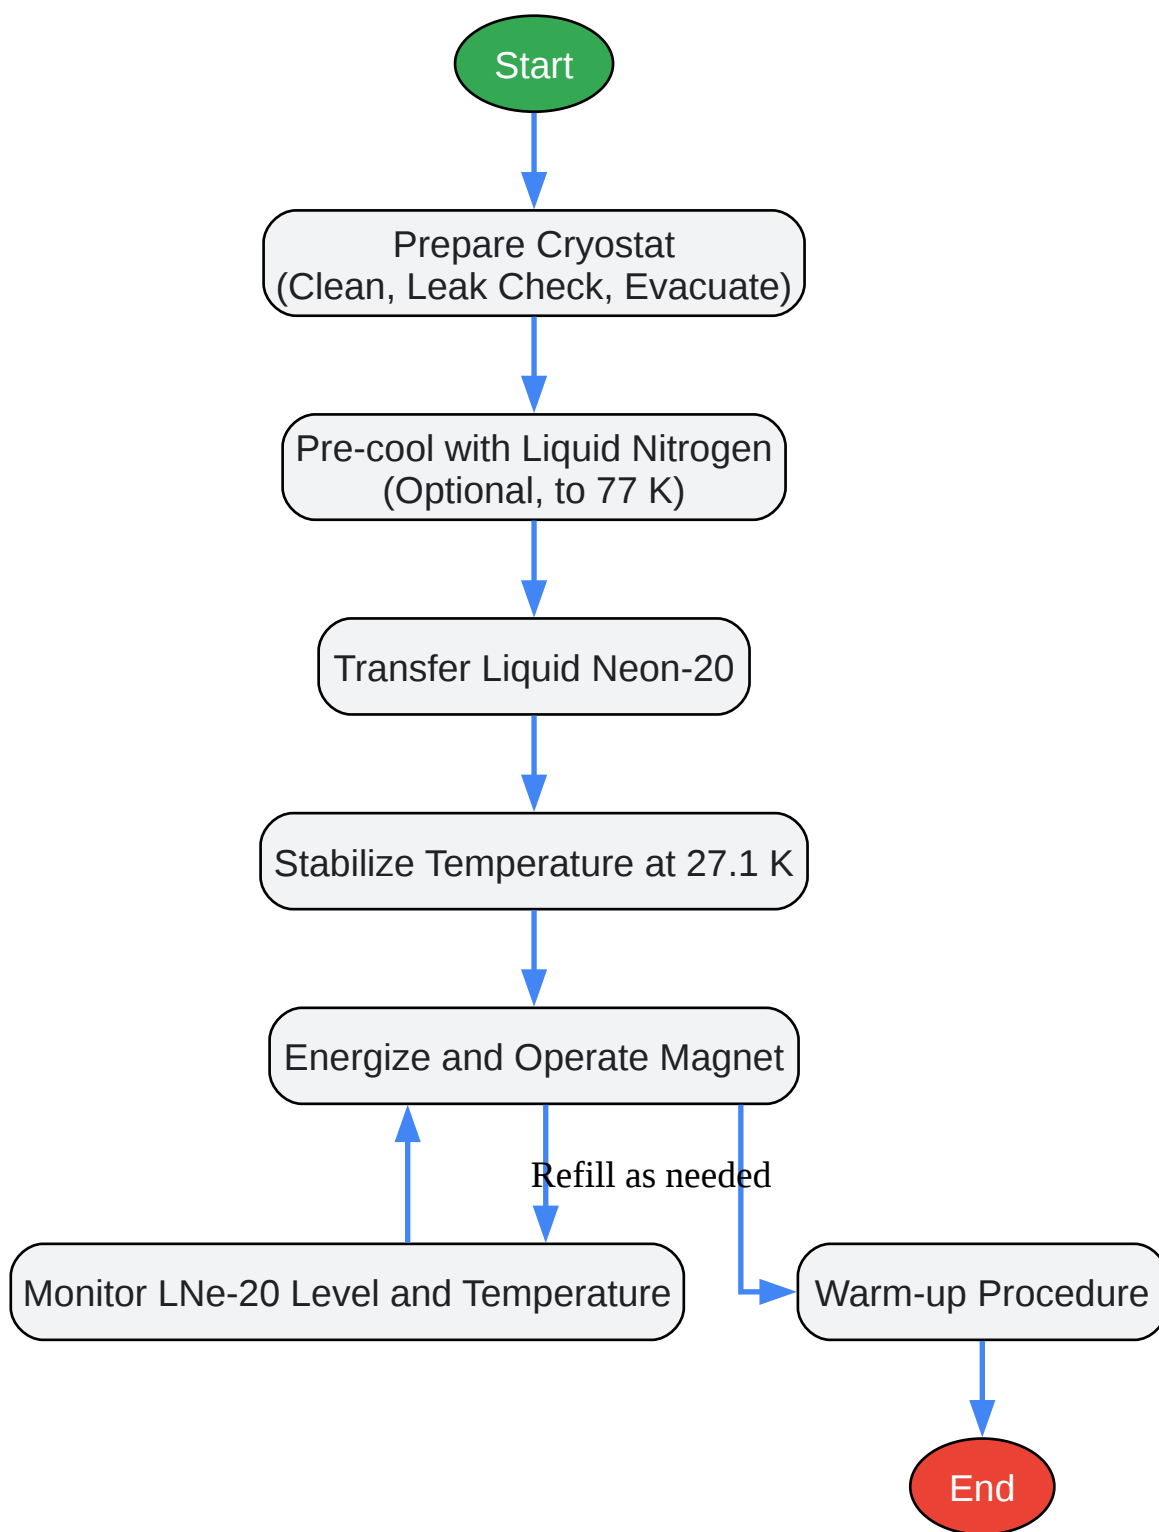 Start
Prepare Cryostat
(Clean, Leak Check, Evacuate)
Pre-cool with Liquid Nitrogen
(Optional, to 77 K)
Transfer Liquid Neon-20
Stabilize Temperature at 27.1 K
Energize and Operate Magnet
Refill as needed
Monitor LNe-20 Level and Temperature
Warm-up Procedure
End